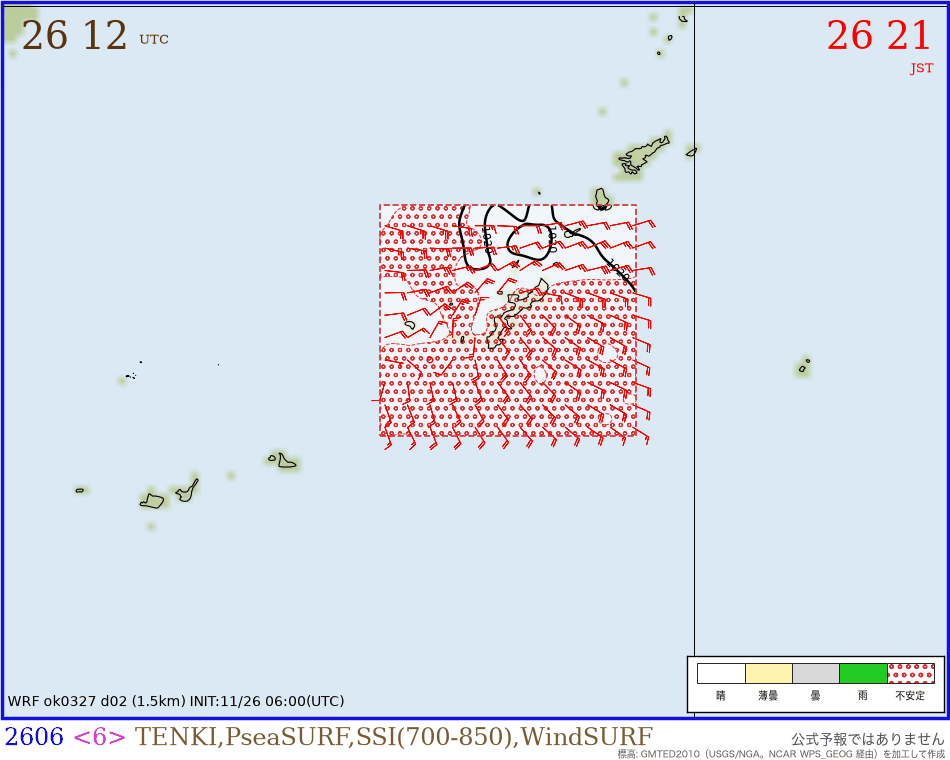 26 12 UTC
26 21
JST
WRF ok0327 d02 (1.5km) INIT:11/26 06:00(UTC)
晴 薄曇 曇 雨 不安定
2606 <6> TENKI,PseaSURF,SSI(700-850),WindSURF
公式予報ではありません
標高: GMTED2010（USGS/NGA。NCAR WPS_GEOG 経由）を加工して作成